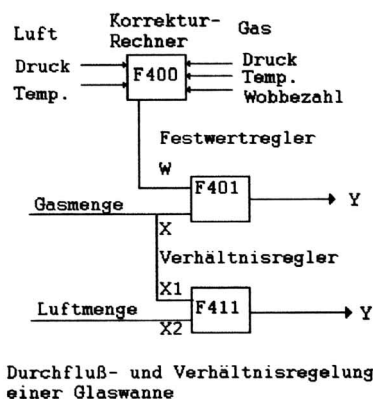 Luft Korrektur- Gas
Rechner
Druck F400 Druck
Temp. Temp.
Wobbezahl
Festwertregler
W F401 Y
Gasmenge
X
Verhältnisregler
X1 F411 Y
Luftmenge X2
Durchfluß- und Verhältnisregelung
einer Glaswanne